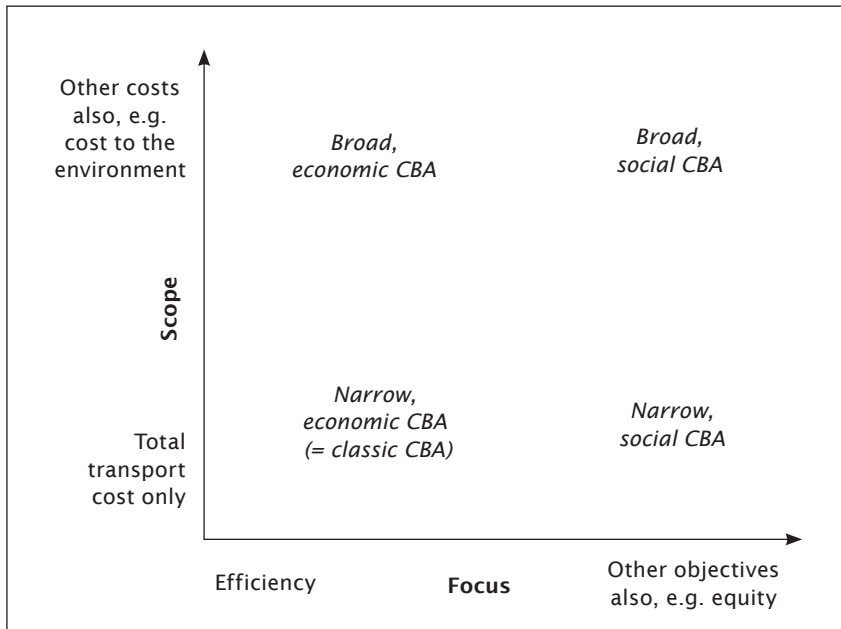 Other costs
also, e.g.
cost to the
environment
Broad,
economic CBA
Broad,
social CBA
Scope
Narrow,
economic CBA
(= classic CBA)
Narrow,
social CBA
Total
transport
cost only
Efficiency
Focus
Other objectives
also, e.g. equity